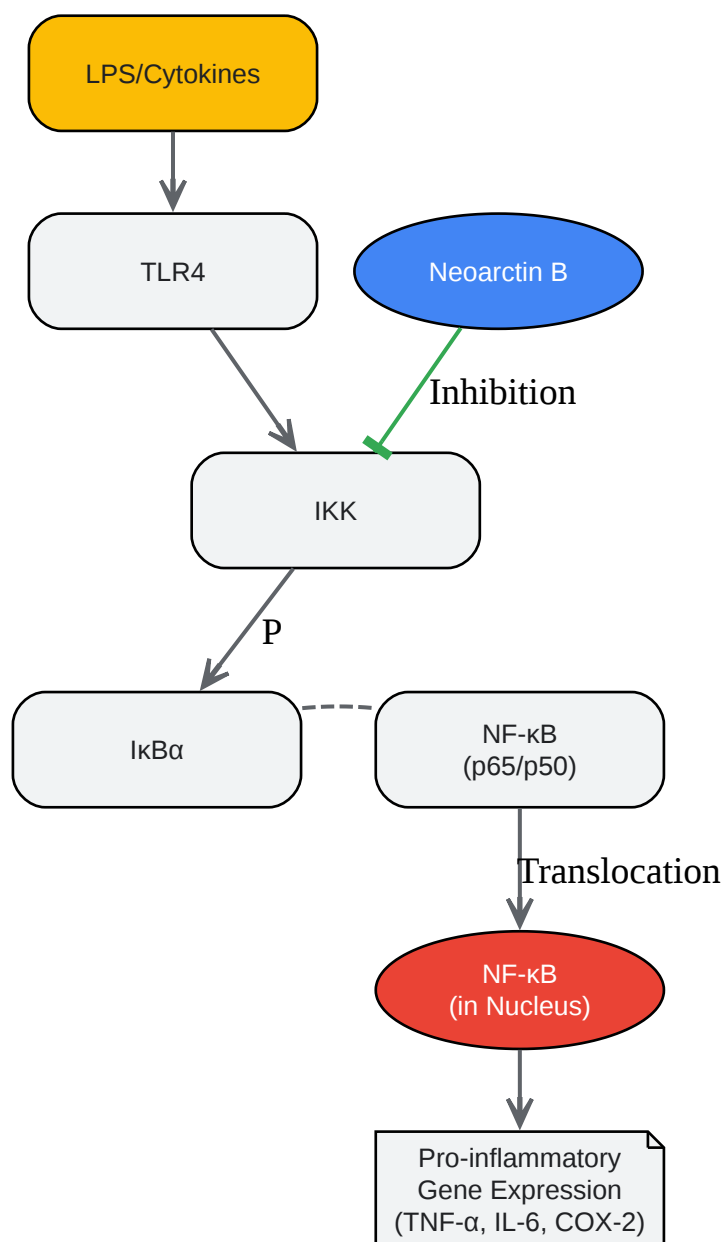 LPS/Cytokines
TLR4
Neoarctin B
Inhibition
IKK
P
IκBα
NF-κB
(p65/p50)
Translocation
NF-κB
(in Nucleus)
Pro-inflammatory
Gene Expression
(TNF-α, IL-6, COX-2)